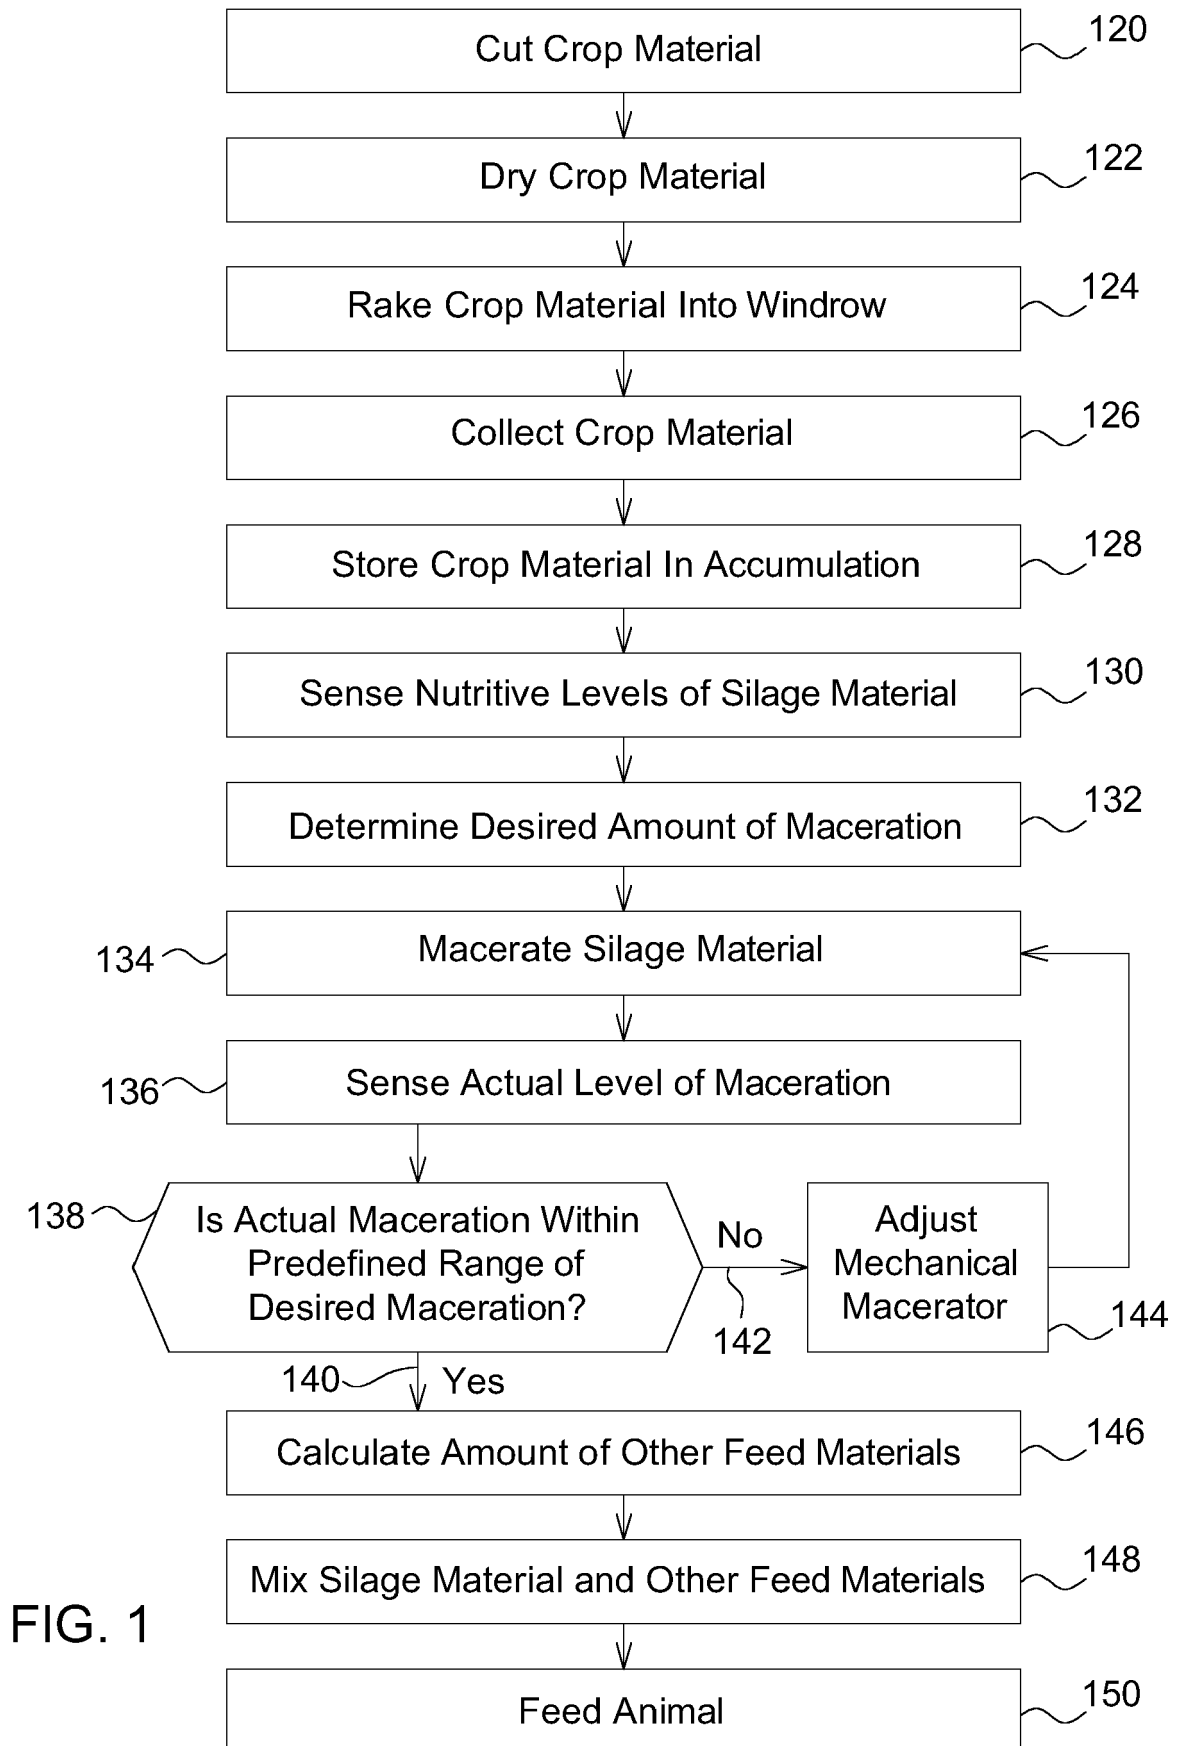 Cut Crop Material
120
Dry Crop Material
122
Rake Crop Material Into Windrow
124
Collect Crop Material
126
Store Crop Material In Accumulation
128
Sense Nutritive Levels of Silage Material
130
Determine Desired Amount of Maceration
132
134
Macerate Silage Material
136
Sense Actual Level of Maceration
138
Is Actual Maceration Within
Predefined Range of
Desired Maceration?
No
142
Adjust
Mechanical
Macerator
144
140
Yes
Calculate Amount of Other Feed Materials
146
Mix Silage Material and Other Feed Materials
148
FIG. 1
Feed Animal
150